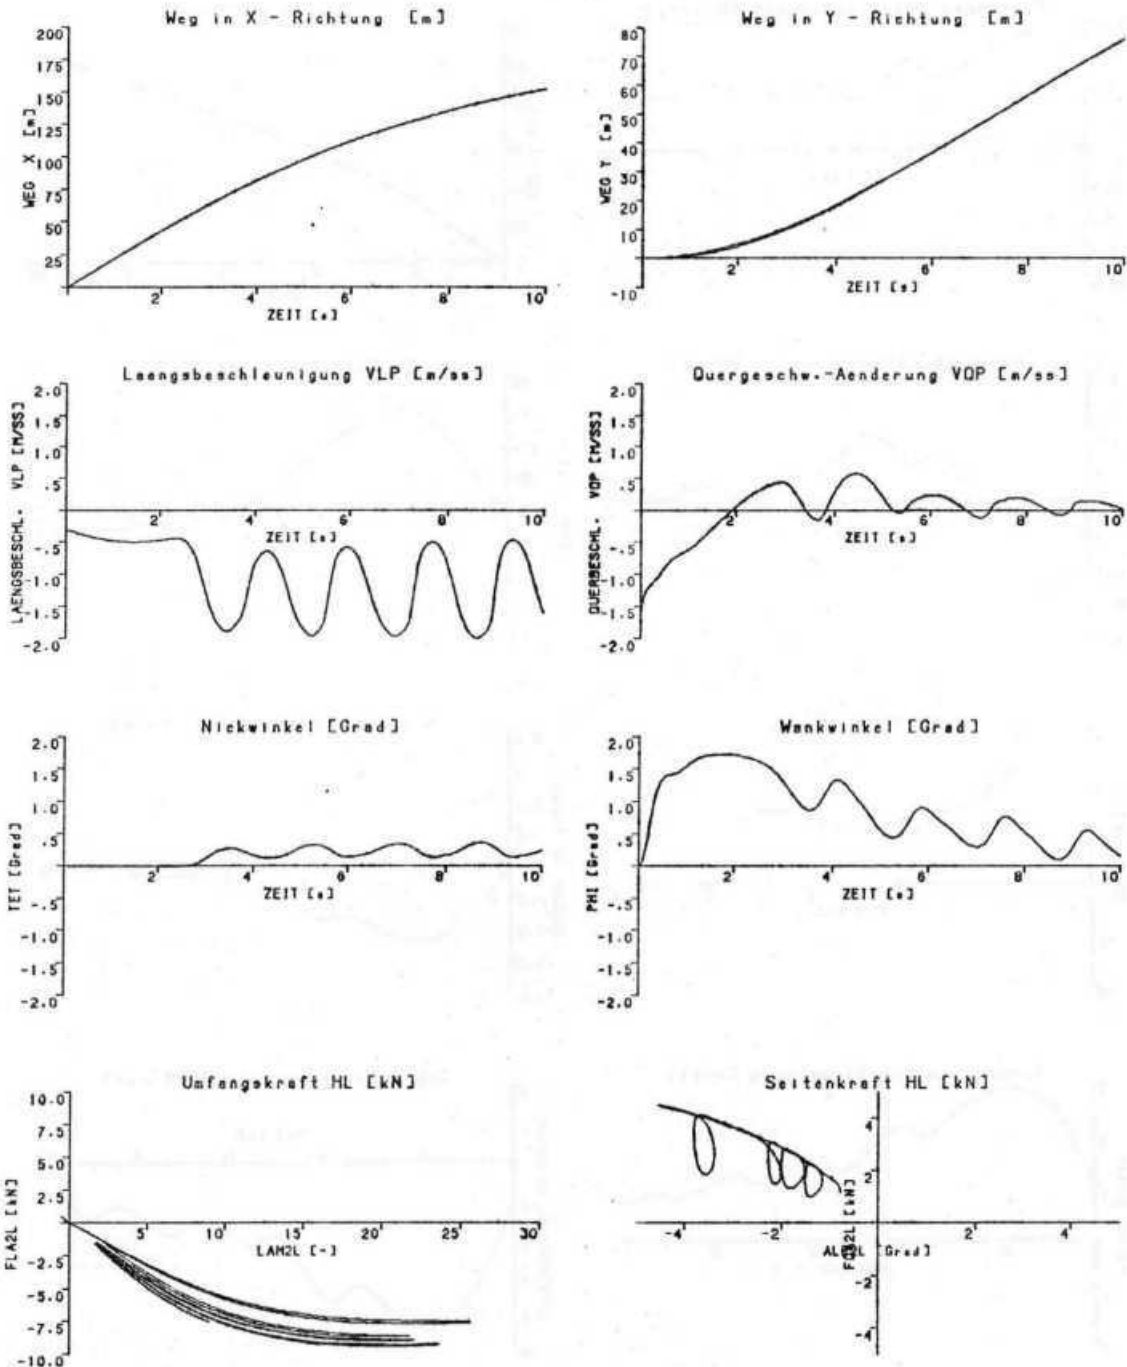 Weg in X - Richtung [m]
200
175
150
125
100
75
50
25
WEG X [m]
2 4 6 8 10
ZEIT [s]
Weg in Y - Richtung [m]
80
70
60
50
40
30
20
10
-10
WEG Y [m]
2 4 6 8 10
ZEIT [s]
Laengsbeschleunigung VLP [m/ss]
2.0
1.5
1.0
.5
-.5
-1.0
-1.5
-2.0
LAENGSBESCHL. VLP [M/SS]
2 4 6 8 10
ZEIT [s]
Quergeschw.-Aenderung VQP [m/ss]
2.0
1.5
1.0
.5
-.5
-1.0
-1.5
-2.0
QUERBESCHL. VQP [M/SS]
2 4 6 8 10
ZEIT [s]
Nickwinkel [Grad]
2.0
1.5
1.0
.5
-.5
-1.0
-1.5
-2.0
TET [Grad]
2 4 6 8 10
ZEIT [s]
Wankwinkel [Grad]
2.0
1.5
1.0
.5
-.5
-1.0
-1.5
-2.0
PHI [Grad]
2 4 6 8 10
ZEIT [s]
Umfangskraft HL [kN]
10.0
7.5
5.0
2.5
-2.5
-5.0
-7.5
-10.0
FLA2L [kN]
5 10 15 20 25 30
LAM2L [-]
Seitenkraft HL [kN]
4
2
-2
-4
-4 -2 2 4
[kN]
[Grad]